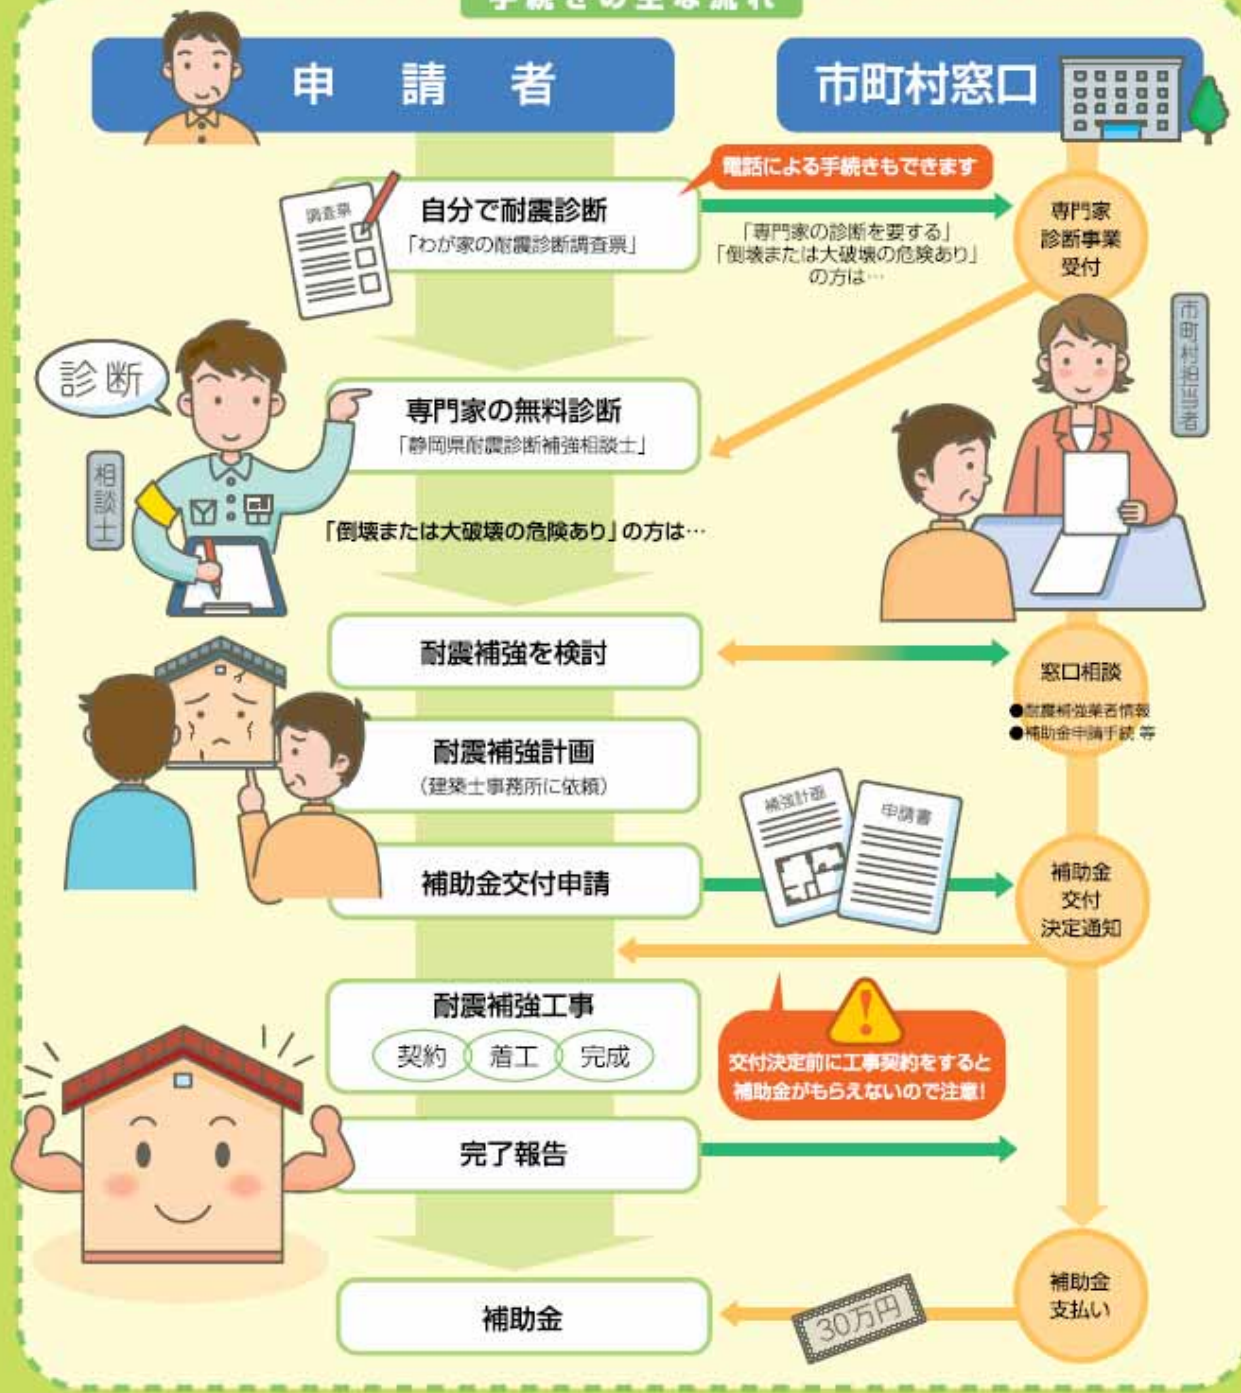 手続きの主な流れ
申請者
市町村窓口
電話による手続きもできます
調査票
自分で耐震診断
「わが家の耐震診断調査票」
「専門家の診断を要する」
「倒壊または大破壊の危険あり」
の方は…
専門家
診断事業
受付
市町村担当者
診断
相談士
専門家の無料診断
「静岡県耐震診断補強相談士」
「倒壊または大破壊の危険あり」の方は…
耐震補強を検討
窓口相談
●耐震補強業者情報
●補助金申請手続 等
耐震補強計画
(建築士事務所に依頼)
補強計画
申請書
補助金交付申請
補助金
交付
決定通知
耐震補強工事
契約
着工
完成
交付決定前に工事契約をすると
補助金がもらえないので注意!
完了報告
補助金
30万円
補助金
支払い